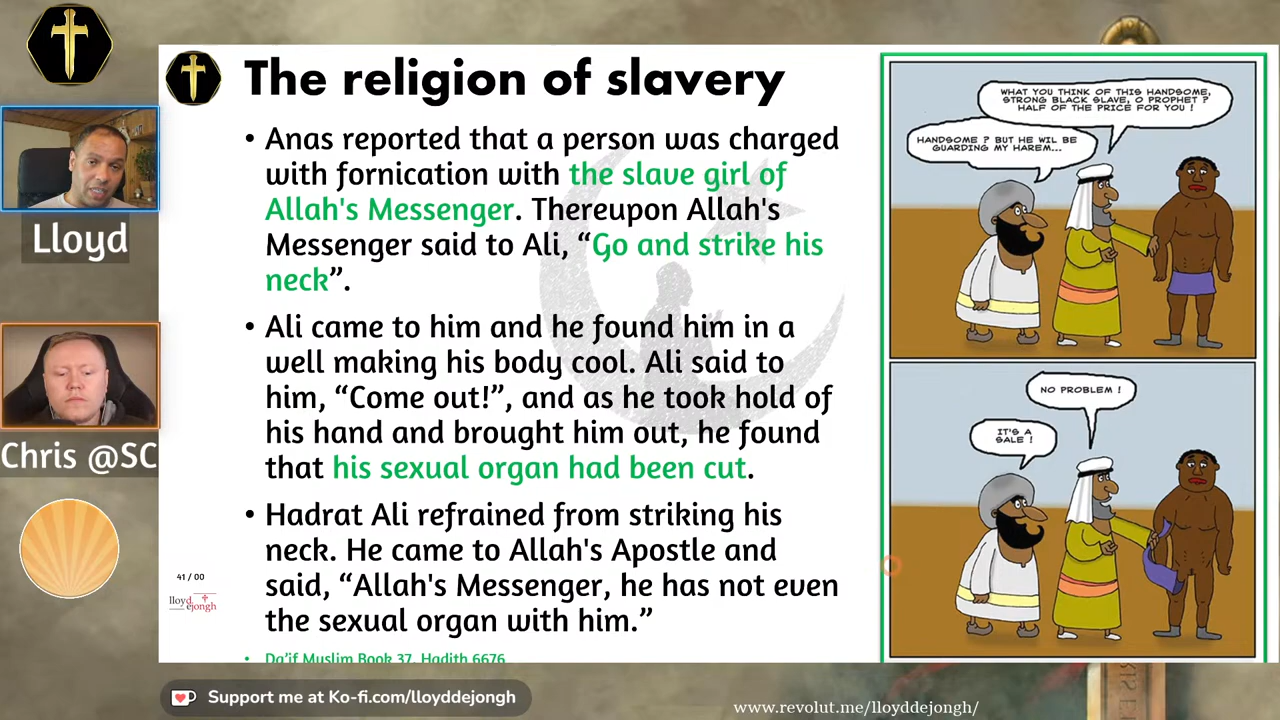 The religion of slavery
• Anas reported that a person was charged
with fornication with the slave girl of
Allah's Messenger. Thereupon Allah's
Messenger said to Ali, “Go and strike his
neck”.
• Ali came to him and he found him in a
well making his body cool. Ali said to
him, “Come out!”, and as he took hold of
his hand and brought him out, he found
that his sexual organ had been cut.
• Hadrat Ali refrained from striking his
neck. He came to Allah's Apostle and
said, “Allah's Messenger, he has not even
the sexual organ with him.”
• Da'if Muslim Book 37, Hadith 6676
41 / 00
lloyd
dejongh
WHAT YOU THINK OF THIS HANDSOME,
STRONG BLACK SLAVE, O PROPHET ?
HALF OF THE PRICE FOR YOU !
HANDSOME ? BUT HE WIL BE
GUARDING MY HAREM...
NO PROBLEM !
IT'S A
SALE !
Lloyd
Chris @SC
Support me at Ko-fi.com/lloyddejongh
www.revolut.me/lloyddejongh/